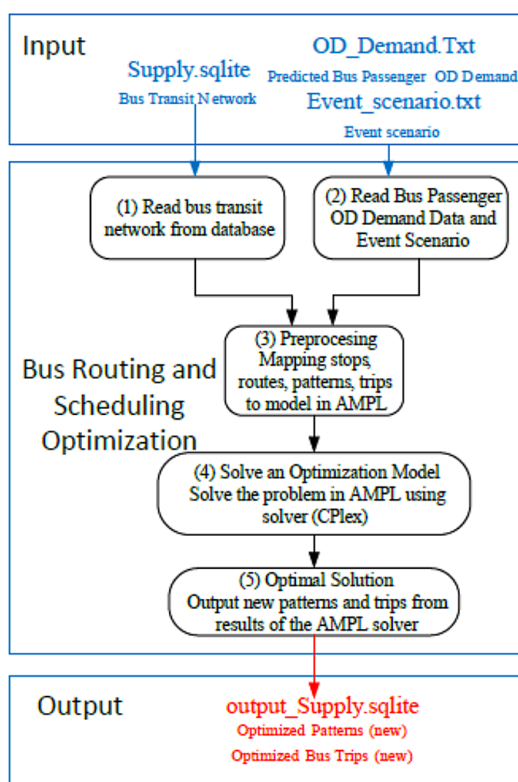 Input
Supply.sqlite
Bus Transit Network
OD_Demand.Txt
Predicted Bus Passenger OD Demand
Event_scenario.txt
Event scenario
(1) Read bus transit
network from database
(2) Read Bus Passenger
OD Demand Data and
Event Scenario
Bus Routing and
Scheduling
Optimization
(3) Preprocesing
Mapping stops,
routes, patterns, trips
to model in AMPL
(4) Solve an Optimization Model
Solve the problem in AMPL using
solver (CPlex)
(5) Optimal Solution
Output new patterns and trips from
results of the AMPL solver
Output
output_Supply.sqlite
Optimized Patterns (new)
Optimized Bus Trips (new)